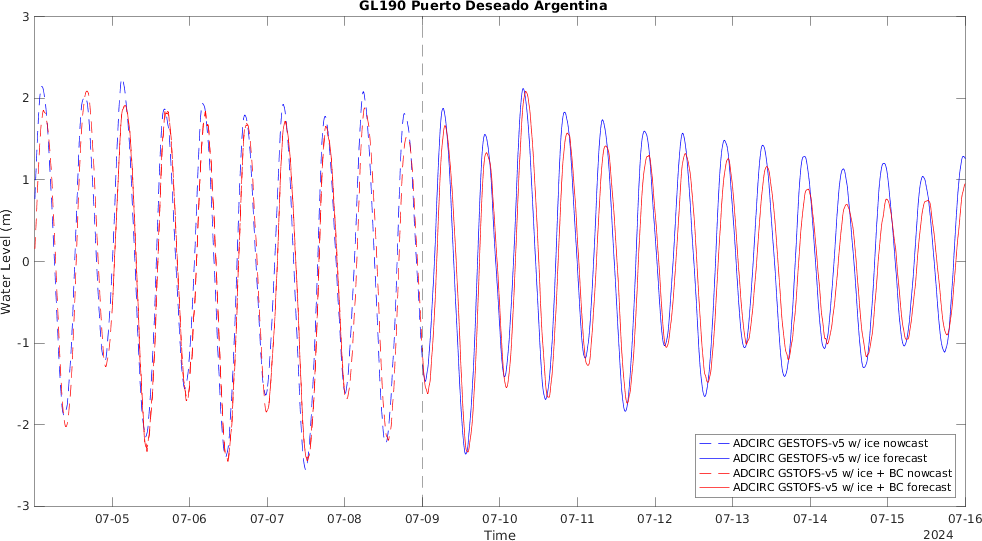 GL190 Puerto Deseado Argentina
Water Level (m)
3
2
1
0
-1
-2
-3
ADCIRC GESTOFS-v5 w/ ice nowcast
ADCIRC GESTOFS-v5 w/ ice forecast
ADCIRC GSTOFS-v5 w/ ice + BC nowcast
ADCIRC GSTOFS-v5 w/ ice + BC forecast
07-05 07-06 07-07 07-08 07-09 07-10 07-11 07-12 07-13 07-14 07-15 07-16
Time
2024